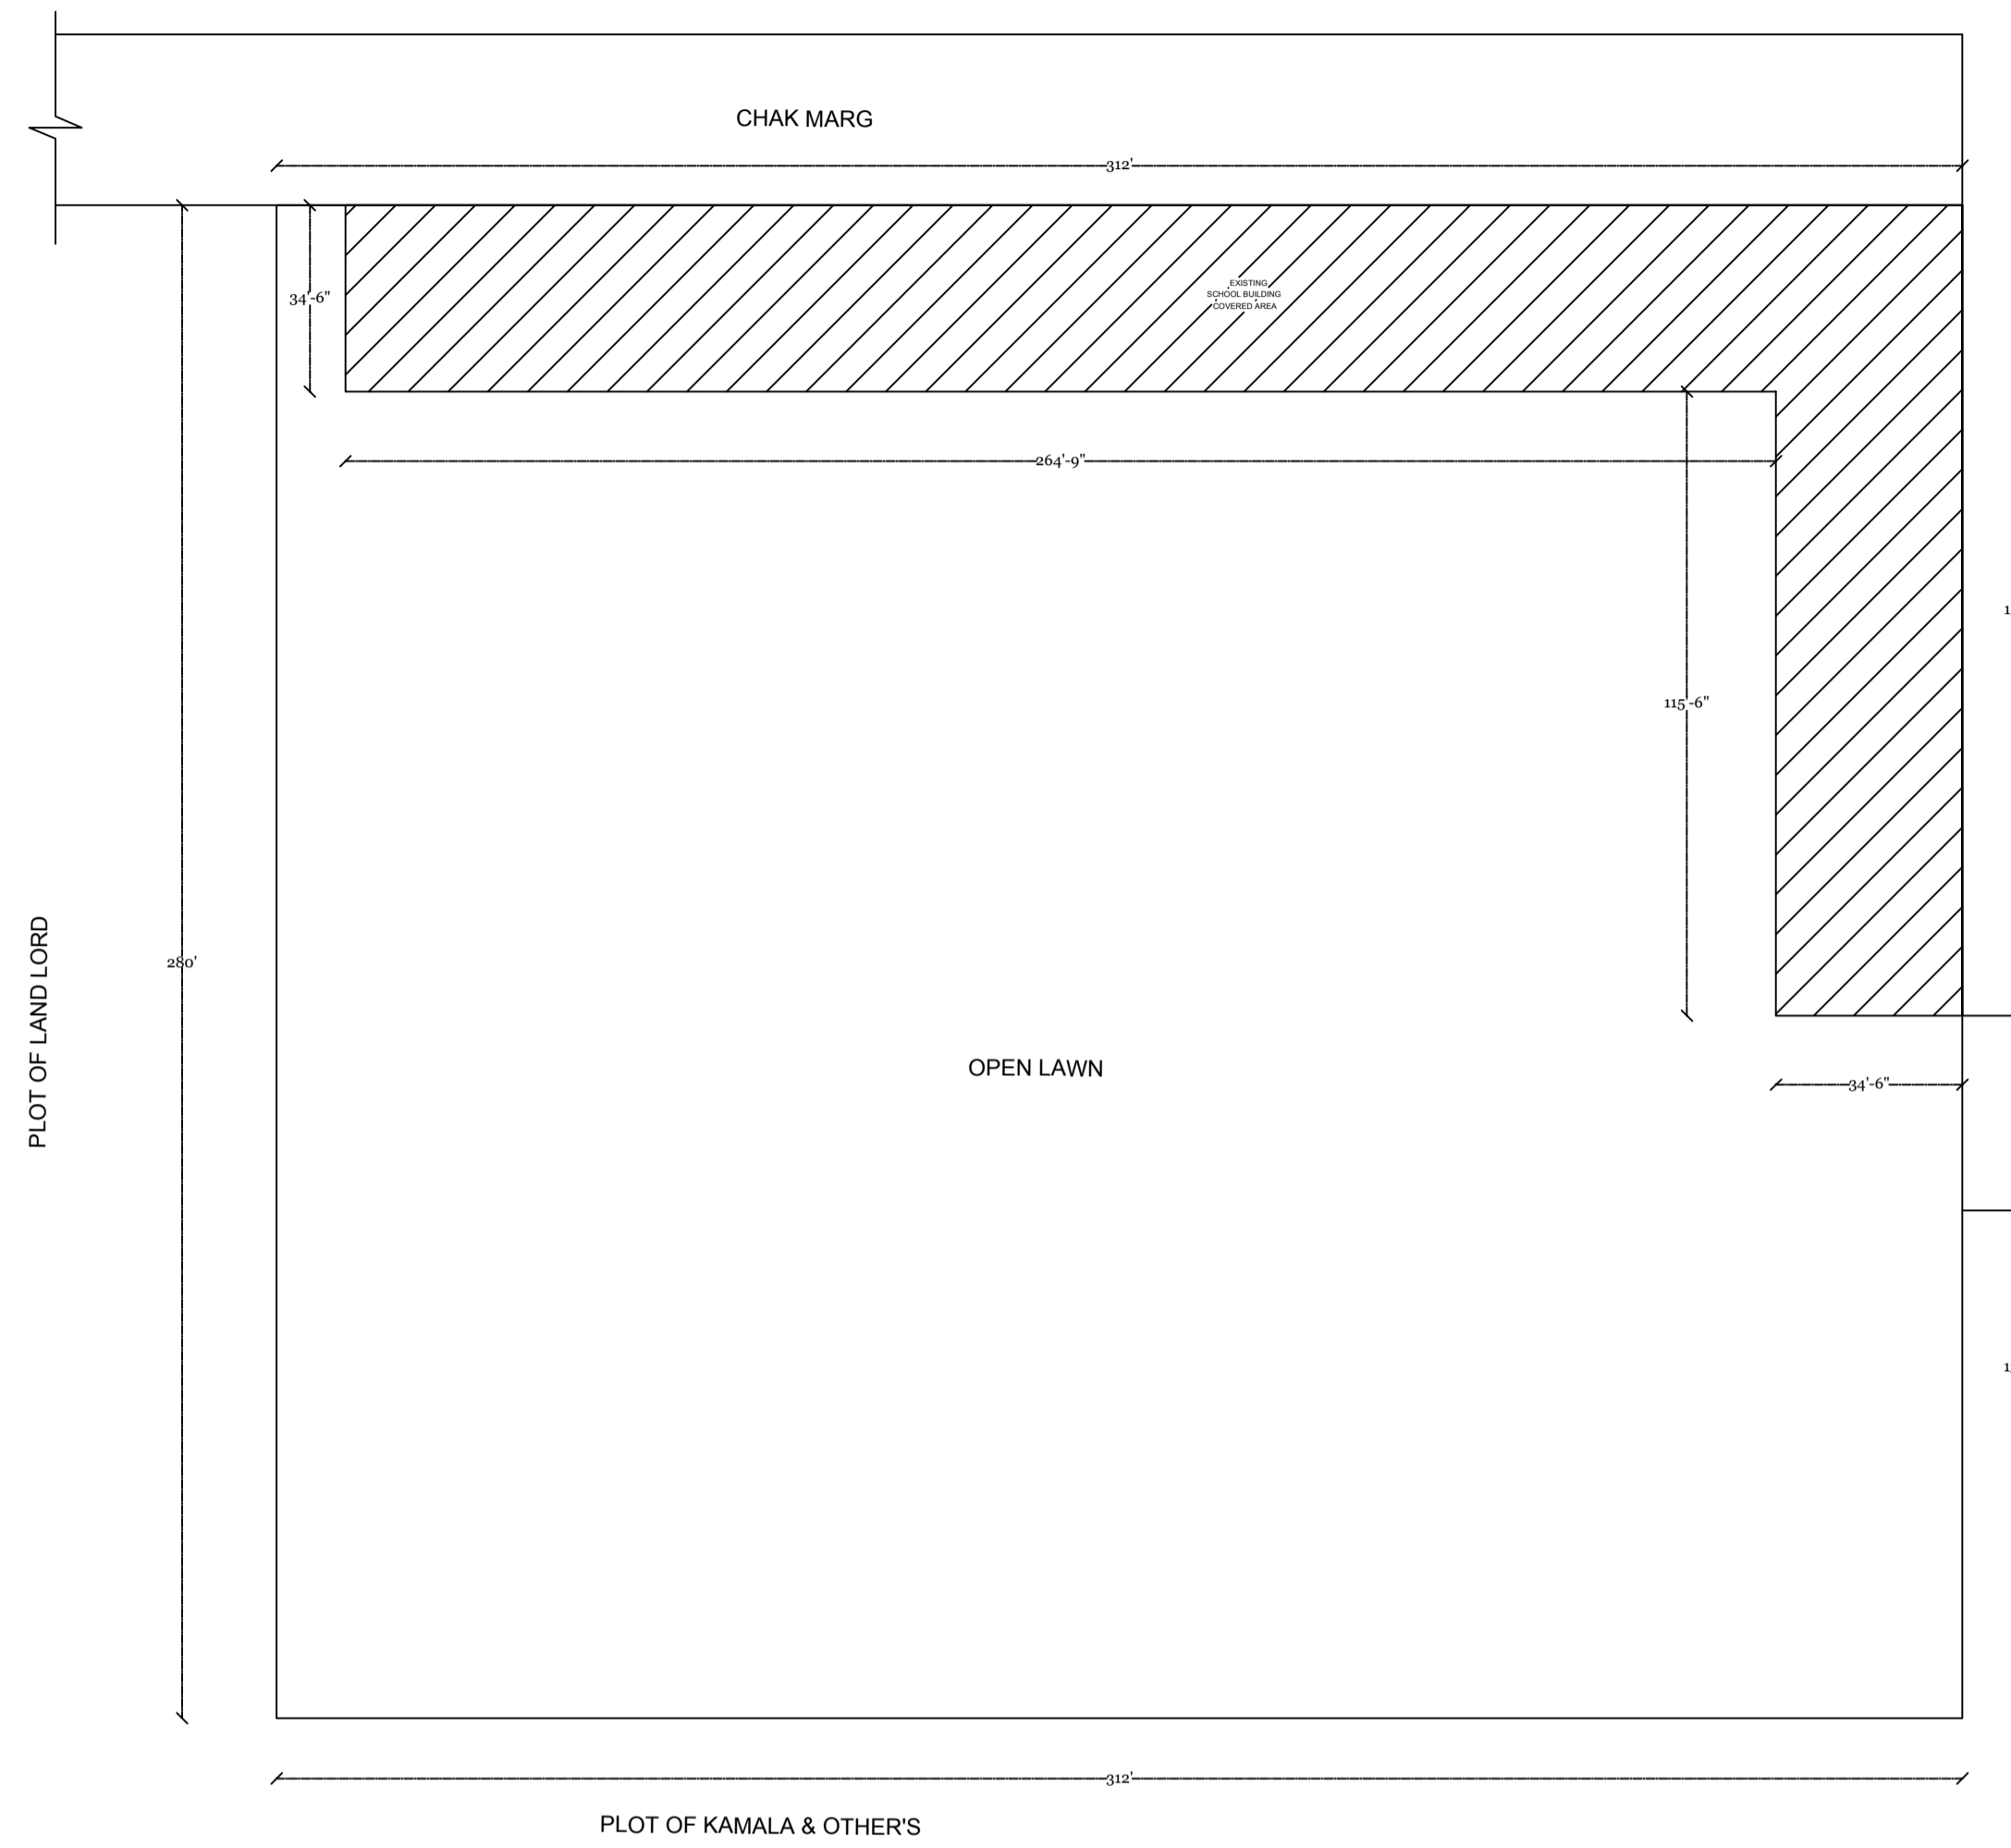 CHAK MARG
312'
34'-6"
EXISTING
SCHOOL BUILDING
COVERED AREA
264'-9"
115'-6"
280'
PLOT OF LAND LORD
OPEN LAWN
34'-6"
312'
PLOT OF KAMALA & OTHER'S